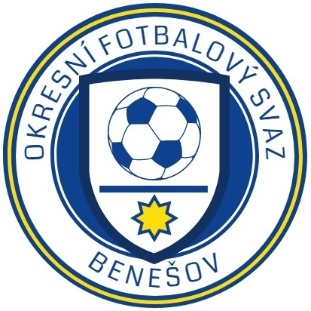 OKRESNÍ FOTBALOVÝ SVAZ
BENEŠOV